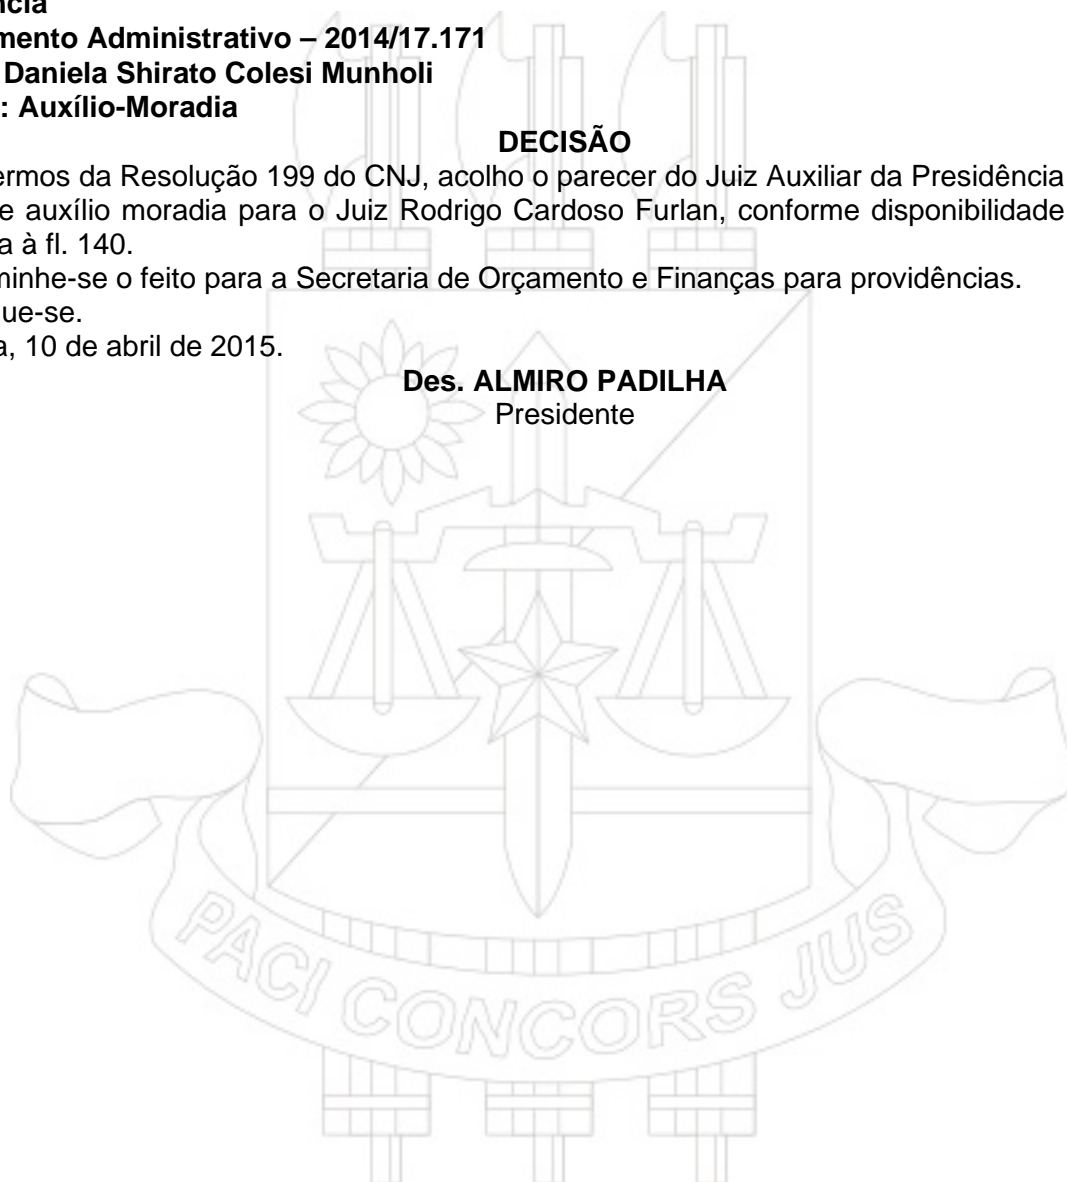 ncia
mento Administrativo – 2014/17.171
Daniela Shirato Colesi Munholi
: Auxílio-Moradia
DECISÃO
ermos da Resolução 199 do CNJ, acolho o parecer do Juiz Auxiliar da Presidência
e auxílio moradia para o Juiz Rodrigo Cardoso Furlan, conforme disponibilidade
a à fl. 140.
minhe-se o feito para a Secretaria de Orçamento e Finanças para providências.
ue-se.
a, 10 de abril de 2015.
Des. ALMIRO PADILHA
Presidente
PACI CONCORS JUS